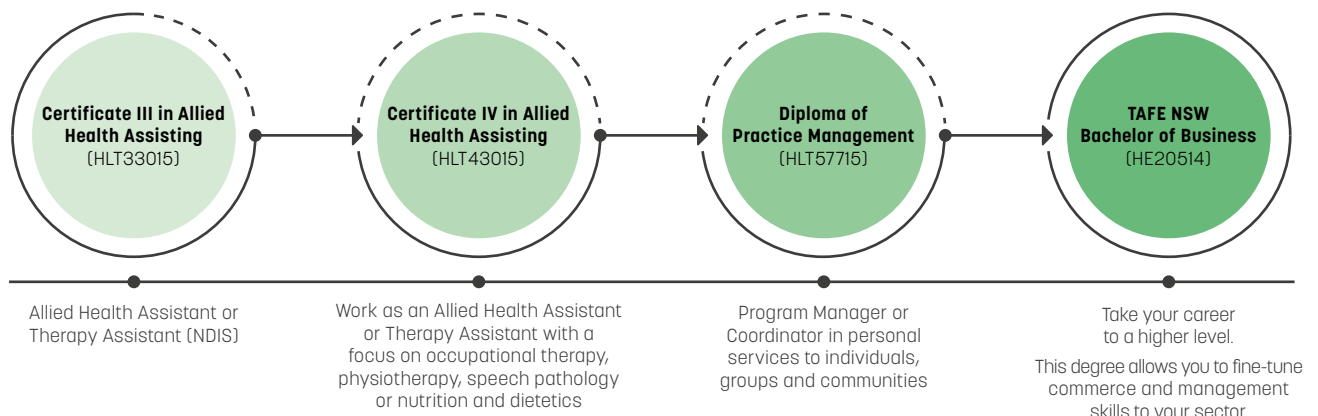 Certificate III in Allied
Health Assisting
(HLT33015)
Certificate IV in Allied
Health Assisting
(HLT43015)
Diploma of
Practice Management
(HLT57715)
TAFE NSW
Bachelor of Business
(HE20514)
Allied Health Assistant or
Therapy Assistant (NDIS)
Work as an Allied Health Assistant
or Therapy Assistant with a
focus on occupational therapy,
physiotherapy, speech pathology
or nutrition and dietetics
Program Manager or
Coordinator in personal
services to individuals,
groups and communities
Take your career
to a higher level.
This degree allows you to fine-tune
commerce and management
skills to your sector